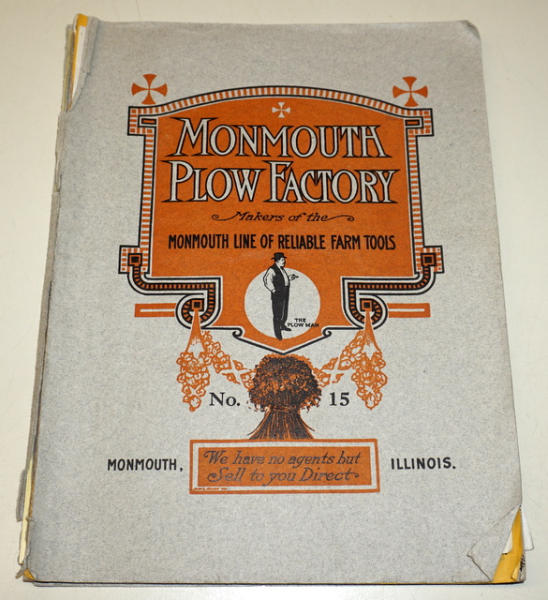 MONMOUTH
PLOW FACTORY
Makers of the
MONMOUTH LINE OF RELIABLE FARM TOOLS
THE
PLOW MAN
No. 15
MONMOUTH, ILLINOIS.
We have no agents but
Sell to you Direct